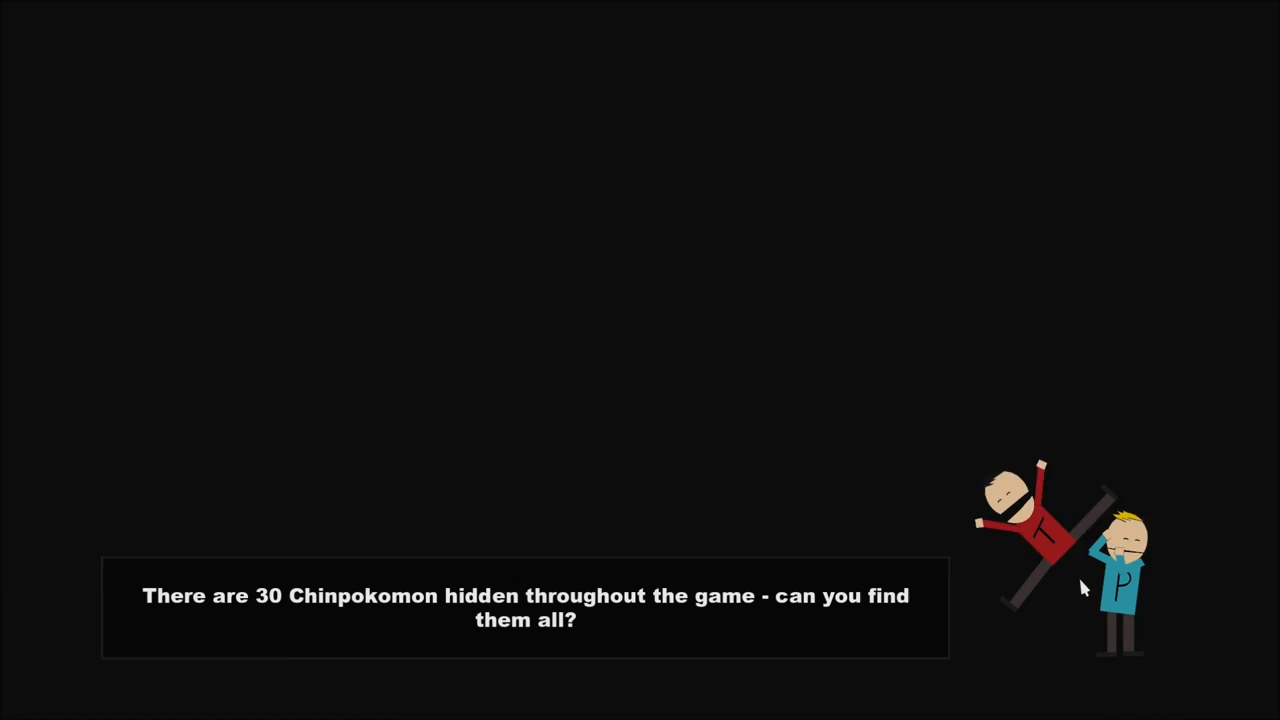 There are 30 Chinpokomon hidden throughout the game - can you find
them all?
T
P